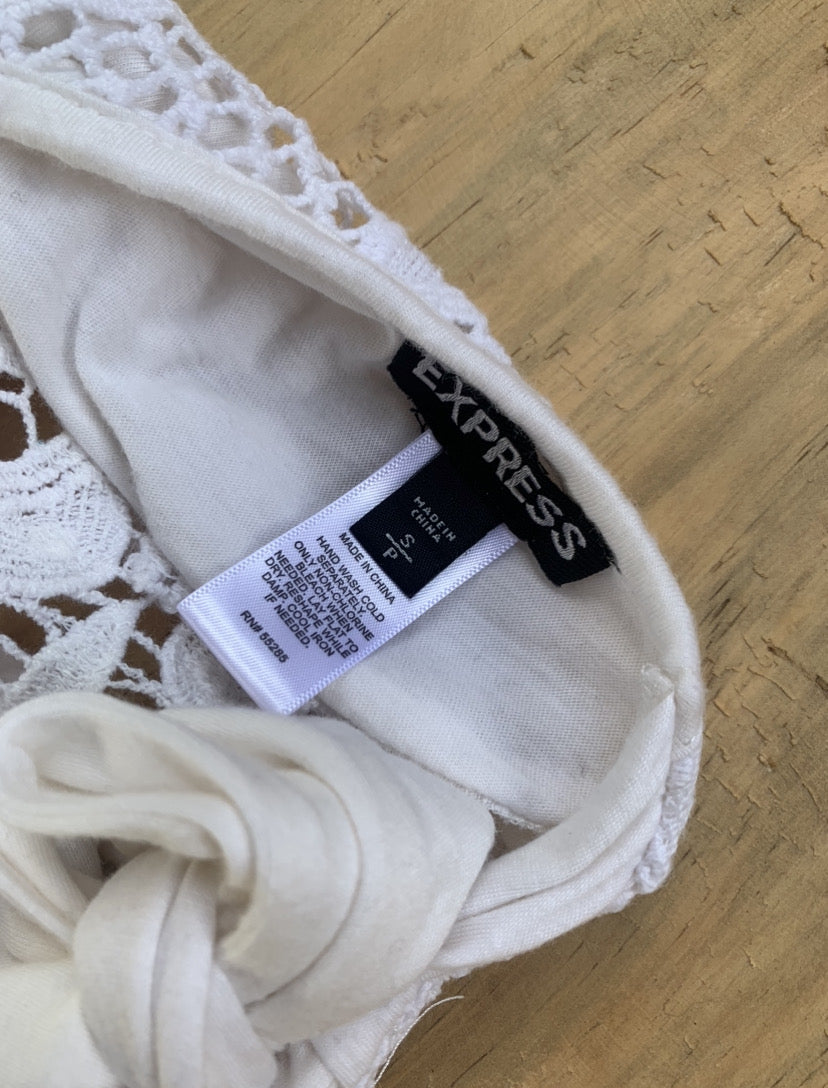 EXPRESS
MADE IN
CHINA
S
P
MADE IN CHINA
HAND WASH COLD
SEPARATELY
ONLY NON-CHLORINE
BLEACH WHEN
NEEDED. LAY FLAT TO
DRY.RESHAPE WHILE
DAMP COOL IRON
IF NEEDED.
RN# 55285